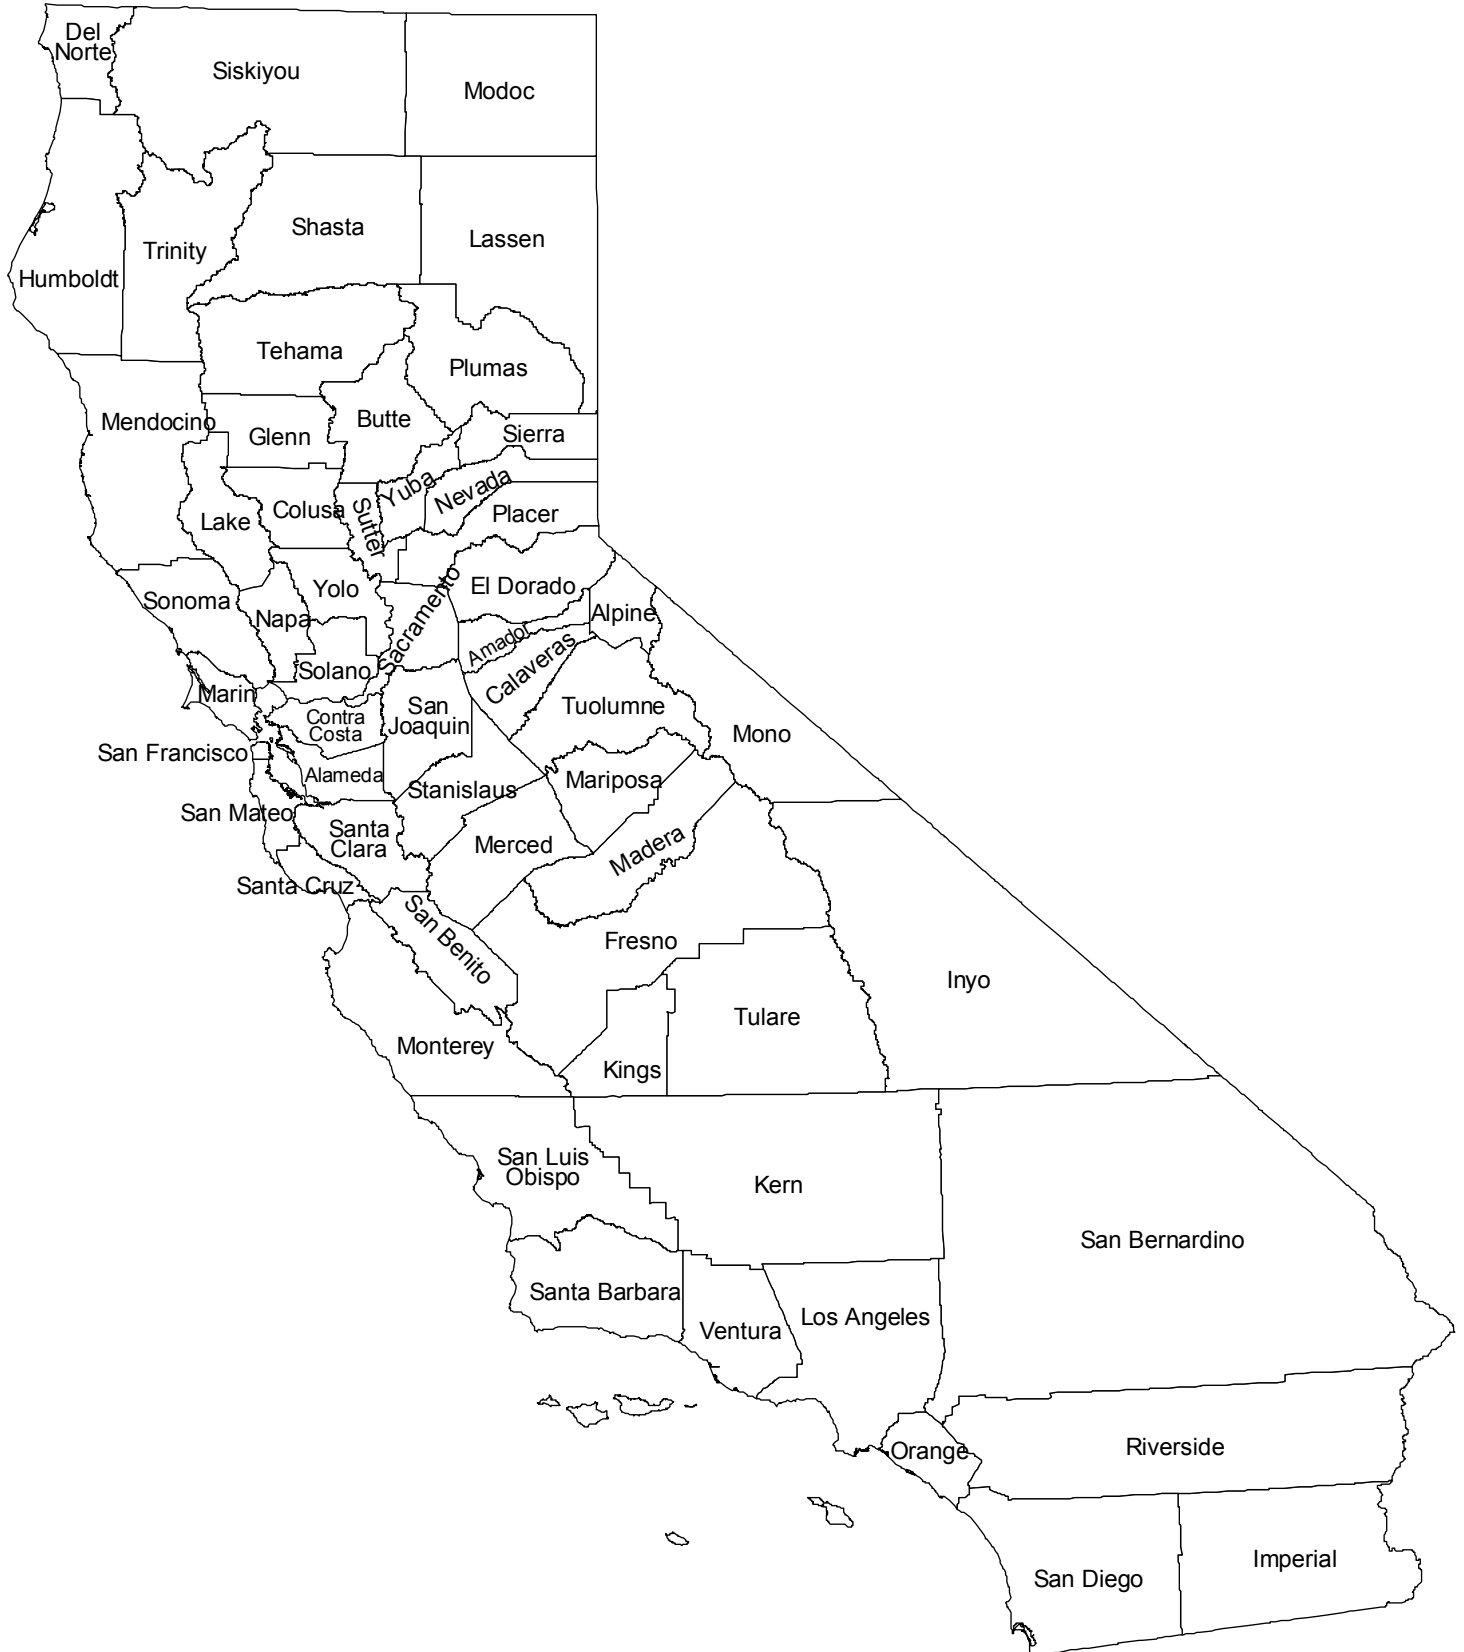 Del
Norte
Siskiyou
Modoc
Shasta
Lassen
Trinity
Humboldt
Tehama
Plumas
Mendocino
Butte
Glenn
Sierra
Yuba
Nevada
Colusa
Sutter
Placer
Lake
Yolo
El Dorado
Sonoma
Napa
Sacramento
Alpine
Amador
Calaveras
Solano
Marin
Contra
Costa
San
Joaquin
Tuolumne
Mono
San Francisco
Alameda
Mariposa
Stanislaus
San Mateo
Santa
Clara
Merced
Madera
Santa Cruz
San Benito
Fresno
Inyo
Tulare
Monterey
Kings
San Luis
Obispo
Kern
San Bernardino
Santa Barbara
Ventura
Los Angeles
Orange
Riverside
San Diego
Imperial